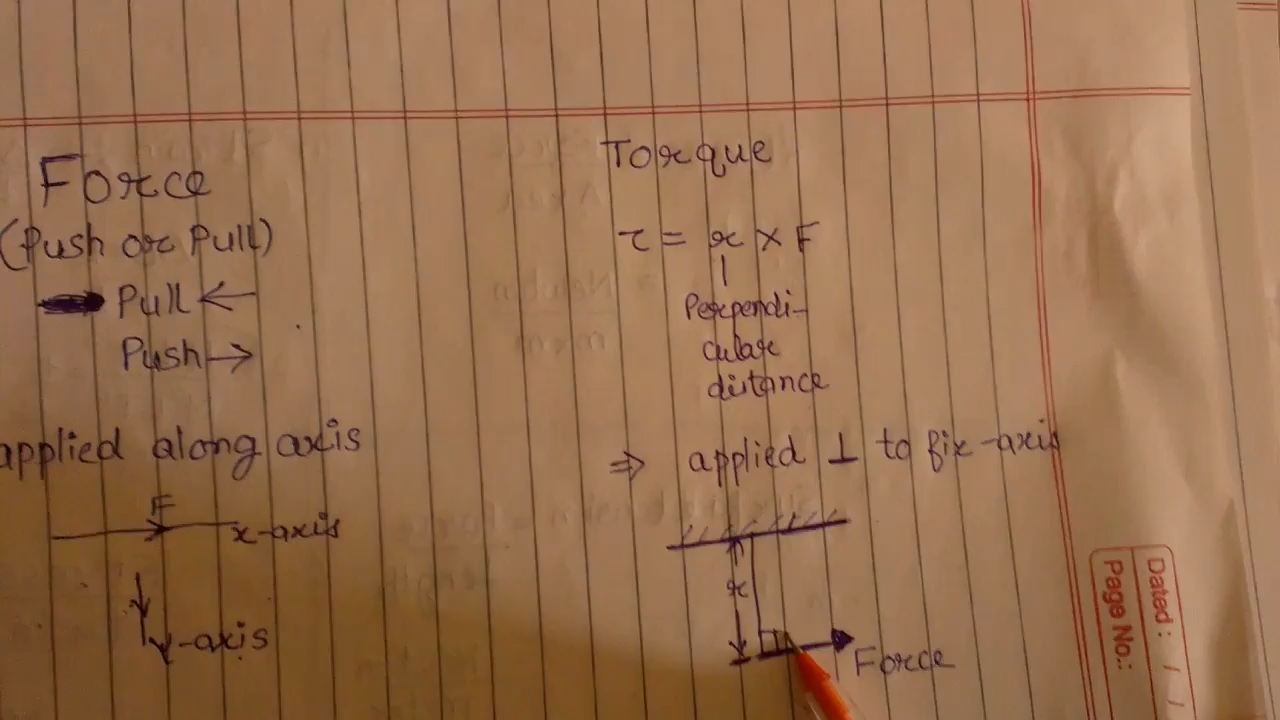 Force
(Push or Pull)
Pull ←
Push →
applied along axis
F
x-axis
Y-axis
Torque
τ = r × F
Perpendi-
cular
distance
⇒ applied ⊥ to fix-axis
r
Force
Dated : / /
Page No.: